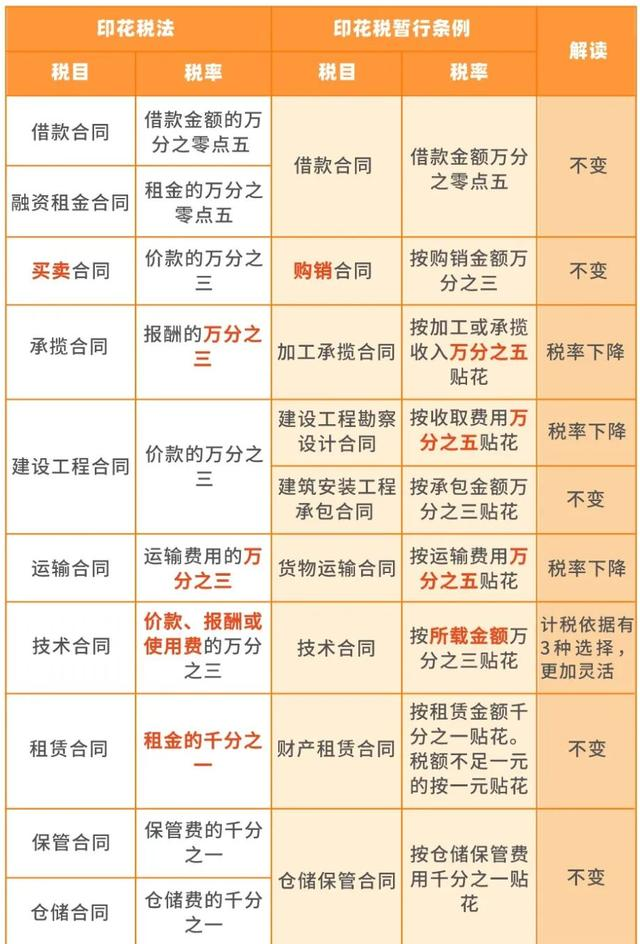 印花税法
印花税暂行条例
解读
税目
税率
税目
税率
借款合同
借款金额的万
分之零点五
借款合同
借款金额万分
之零点五
不变
融资租金合同
租金的万分之
零点五
买卖合同
价款的万分之
三
购销合同
按购销金额万
分之三
不变
承揽合同
报酬的万分之
三
加工承揽合同
按加工或承揽
收入万分之五
贴花
税率下降
建设工程合同
价款的万分之
三
建设工程勘察
设计合同
按收取费用万
分之五贴花
税率下降
建筑安装工程
承包合同
按承包金额万
分之三贴花
不变
运输合同
运输费用的万
分之三
货物运输合同
按运输费用万
分之五贴花
税率下降
技术合同
价款、报酬或
使用费的万分
之三
技术合同
按所载金额万
分之三贴花
计税依据有
3种选择，
更加灵活
租赁合同
租金的千分之
一
财产租赁合同
按租赁金额千
分之一贴花。
税额不足一元
的按一元贴花
不变
保管合同
保管费的千分
之一
仓储保管合同
按仓储保管费
用千分之一贴
花
不变
仓储合同
仓储费的千分
之一